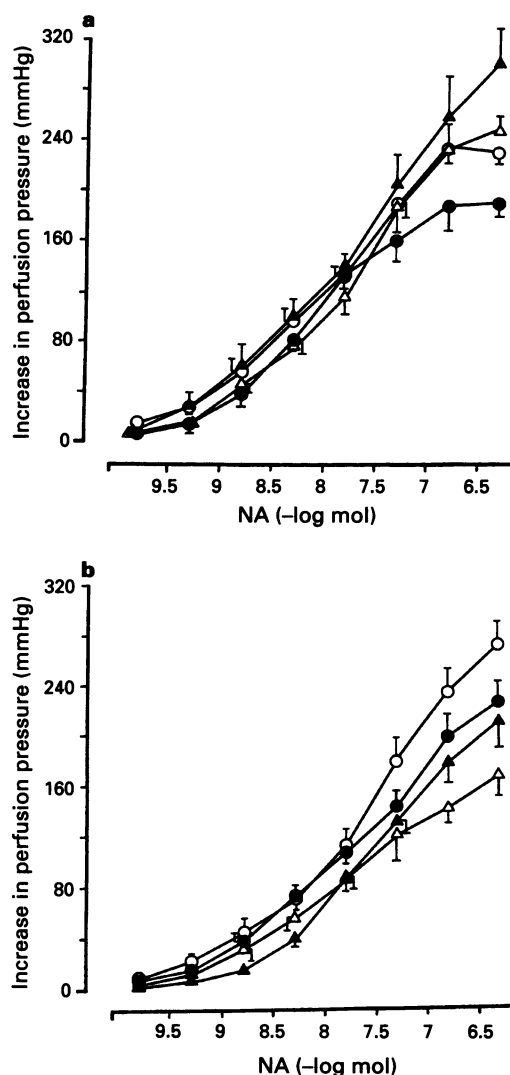 a
320
240
160
80
0
Increase in perfusion pressure (mmHg)
9.5 9 8.5 8 7.5 7 6.5
NA (–log mol)
b
320
240
160
80
0
Increase in perfusion pressure (mmHg)
9.5 9 8.5 8 7.5 7 6.5
NA (–log mol)